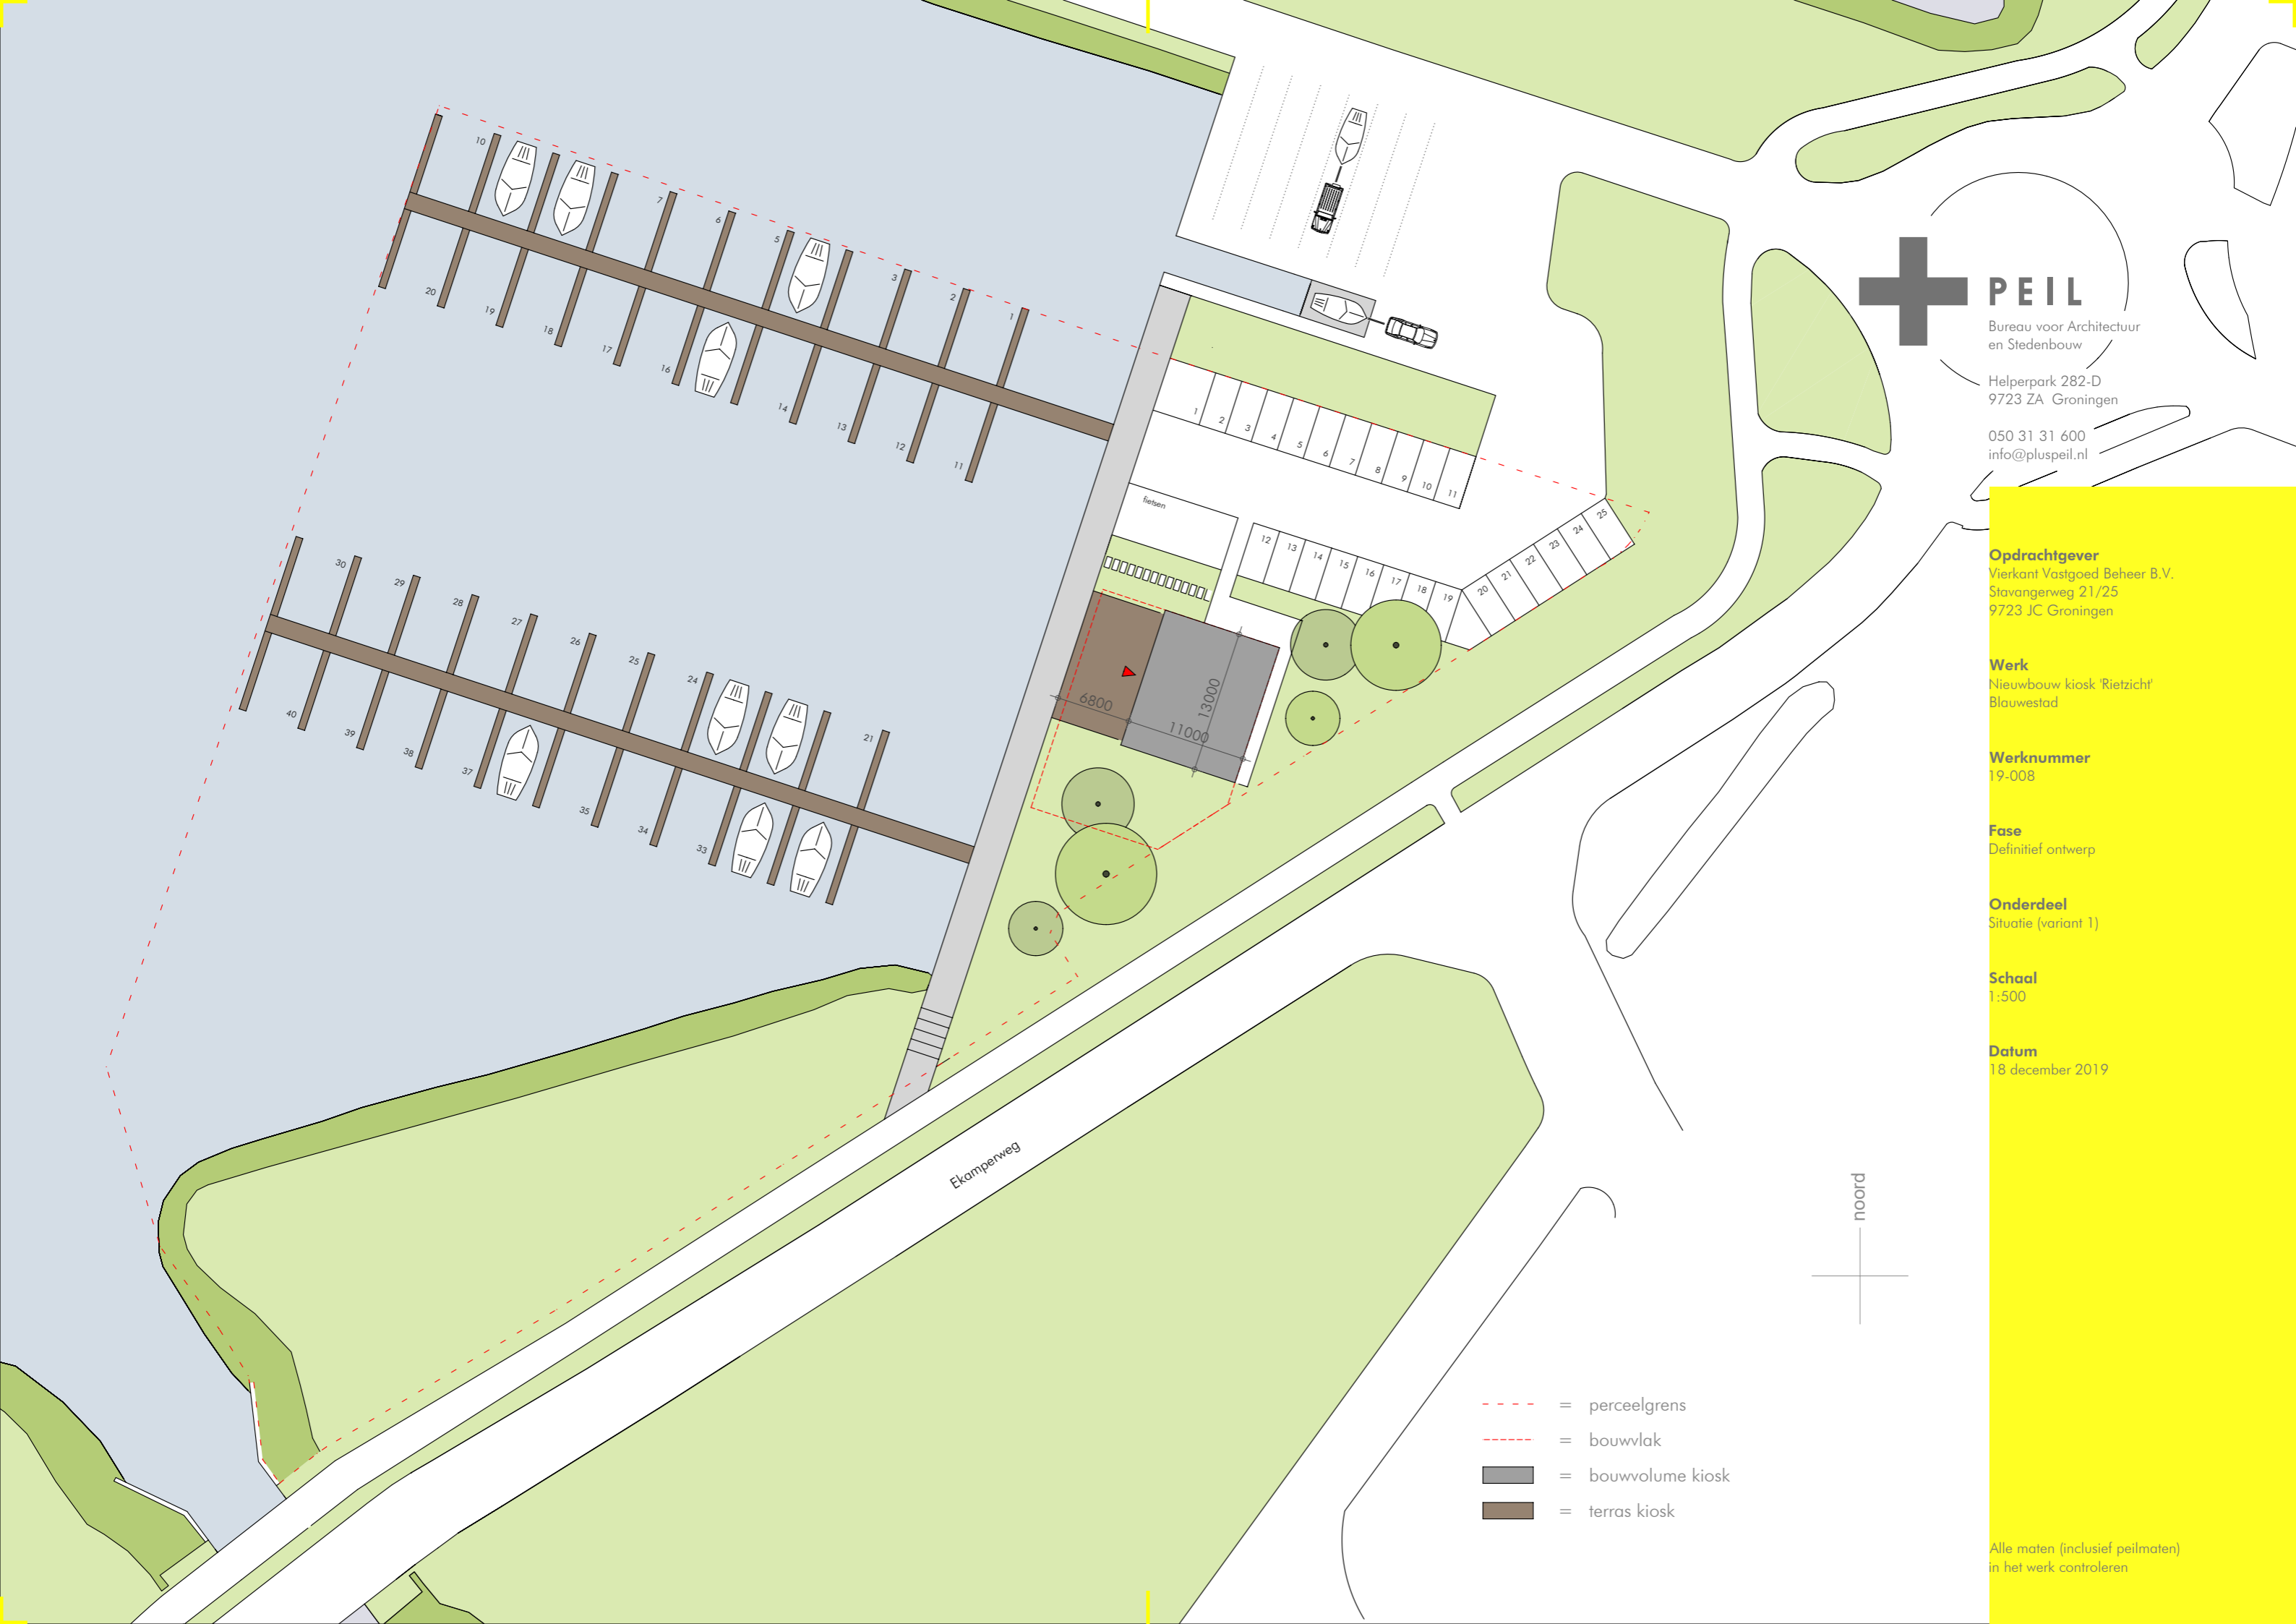 10
7
6
5
3
2
1
20
19
18
17
16
14
13
12
11
30
29
28
27
26
25
24
21
40
39
38
37
35
34
33
1
2
3
4
5
6
7
8
9
10
11
fietsen
12
13
14
15
16
17
18
19
20
21
22
23
24
25
6800
13000
11000
Ekamperweg
noord
= perceelgrens
= bouwvlak
= bouwvolume kiosk
= terras kiosk
PEIL
Bureau voor Architectuur
en Stedenbouw
Helperpark 282-D
9723 ZA Groningen
050 31 31 600
info@pluspeil.nl
Opdrachtgever
Vierkant Vastgoed Beheer B.V.
Stavangerweg 21/25
9723 JC Groningen
Werk
Nieuwbouw kiosk 'Rietzicht'
Blauwestad
Werknummer
19-008
Fase
Definitief ontwerp
Onderdeel
Situatie (variant 1)
Schaal
1:500
Datum
18 december 2019
Alle maten (inclusief peilmaten)
in het werk controleren